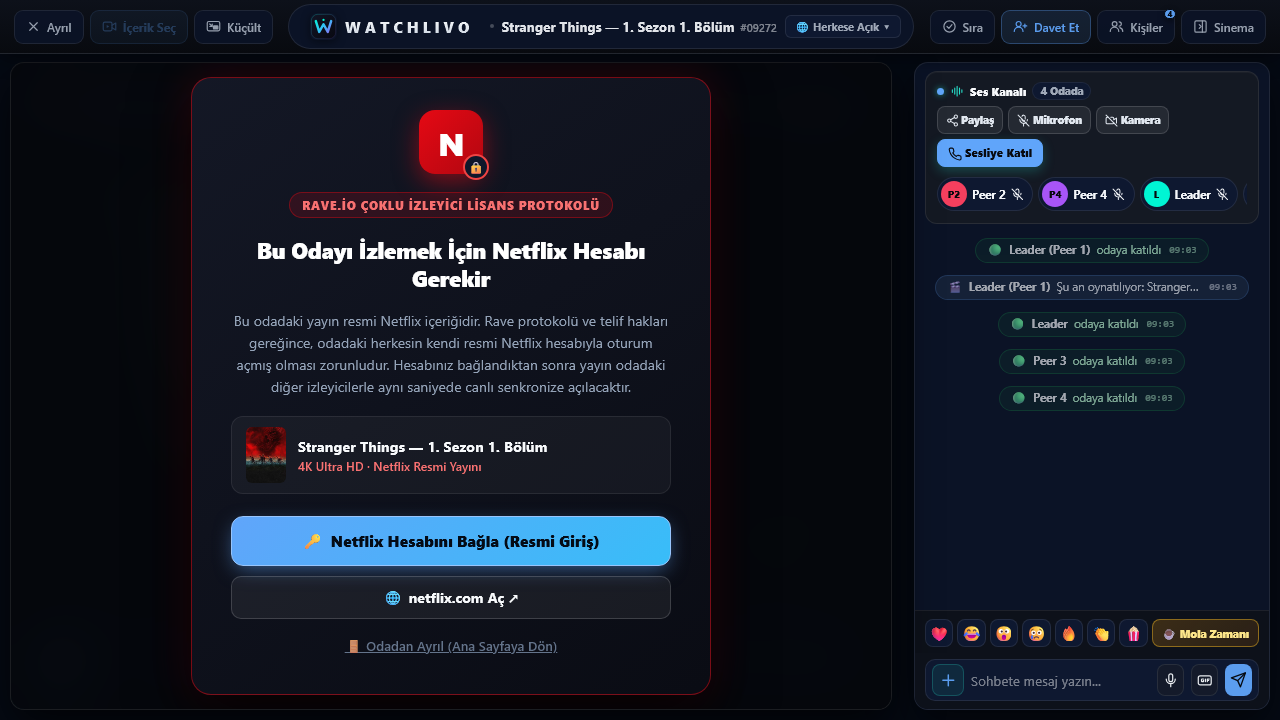 Ayrıl
İçerik Seç
Küçült
WATCHLIVO
Stranger Things — 1. Sezon 1. Bölüm #09272
Herkese Açık ▾
Sıra
Davet Et
Kişiler
4
Sinema
N
RAVE.İO ÇOKLU İZLEYİCİ LİSANS PROTOKOLÜ
Bu Odayı İzlemek İçin Netflix Hesabı
Gerekir
Bu odadaki yayın resmi Netflix içeriğidir. Rave protokolü ve telif hakları
gereğince, odadaki herkesin kendi resmi Netflix hesabıyla oturum
açmış olması zorunludur. Hesabınız bağlandıktan sonra yayın odadaki
diğer izleyicilerle aynı saniyede canlı senkronize açılacaktır.
Stranger Things — 1. Sezon 1. Bölüm
4K Ultra HD · Netflix Resmi Yayını
Netflix Hesabını Bağla (Resmi Giriş)
netflix.com Aç ↗
Odadan Ayrıl (Ana Sayfaya Dön)
Ses Kanalı
4 Odada
Paylaş
Mikrofon
Kamera
Sesliye Katıl
P2 Peer 2
P4 Peer 4
L Leader
Leader (Peer 1) odaya katıldı 09:03
Leader (Peer 1) Şu an oynatılıyor: Stranger... 09:03
Leader odaya katıldı 09:03
Peer 3 odaya katıldı 09:03
Peer 4 odaya katıldı 09:03
Mola Zamanı
Sohbete mesaj yazın...
GIF